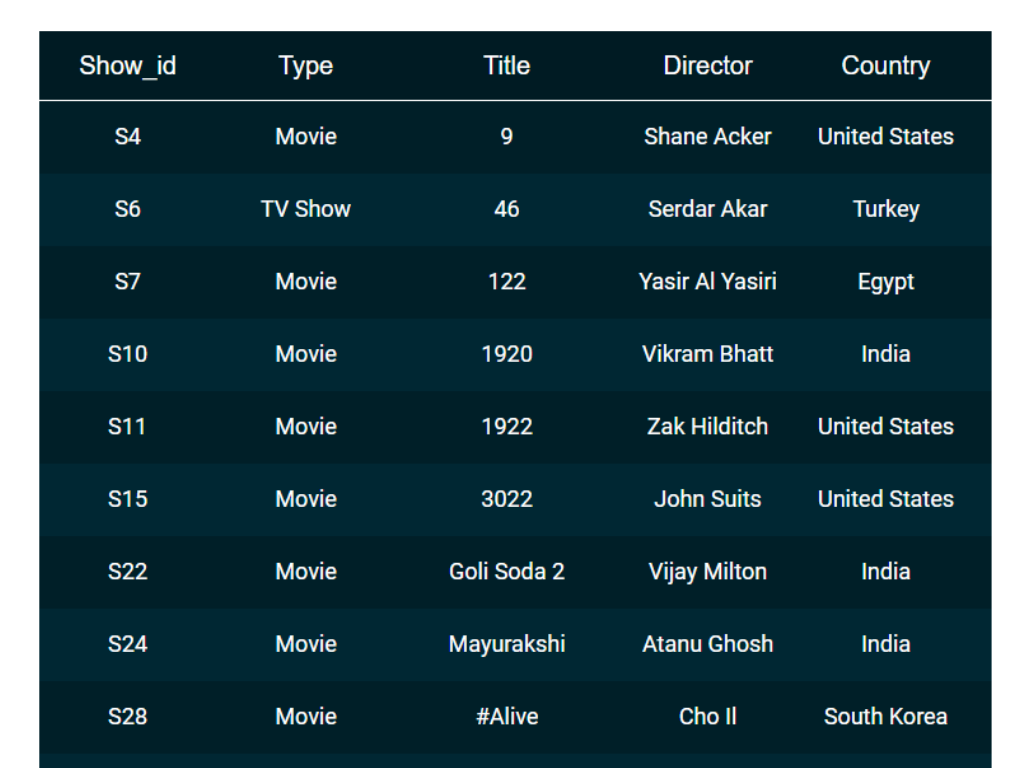 Show_id Type Title Director Country
S4 Movie 9 Shane Acker United States
S6 TV Show 46 Serdar Akar Turkey
S7 Movie 122 Yasir Al Yasiri Egypt
S10 Movie 1920 Vikram Bhatt India
S11 Movie 1922 Zak Hilditch United States
S15 Movie 3022 John Suits United States
S22 Movie Goli Soda 2 Vijay Milton India
S24 Movie Mayurakshi Atanu Ghosh India
S28 Movie #Alive Cho Il South Korea